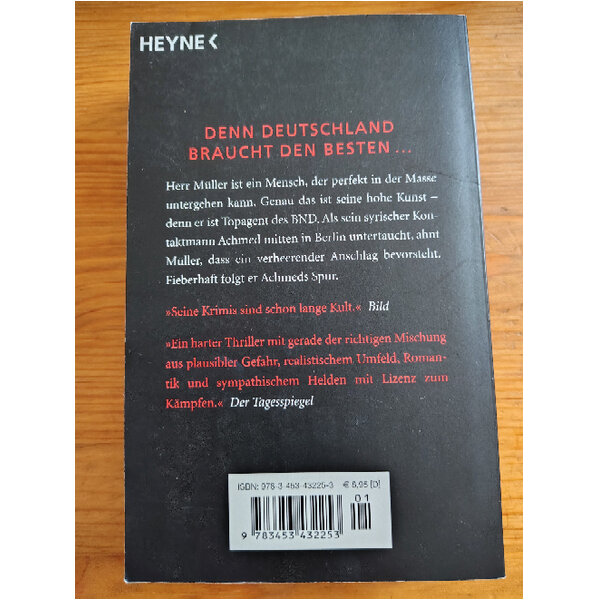 HEYNE<
DENN DEUTSCHLAND
BRAUCHT DEN BESTEN ...
Herr Müller ist ein Mensch, der perfekt in der Masse
untergehen kann. Genau das ist seine hohe Kunst –
denn er ist Topagent des BND. Als sein syrischer Kon-
taktmann Achmed mitten in Berlin untertaucht, ahnt
Müller, dass ein verheerender Anschlag bevorsteht.
Fieberhaft folgt er Achmeds Spur.
»Seine Krimis sind schon lange Kult.« Bild
»Ein harter Thriller mit gerade der richtigen Mischung
aus plausibler Gefahr, realistischem Umfeld, Roman-
tik und sympathischem Helden mit Lizenz zum
Kämpfen.« Der Tagesspiegel
ISBN: 978-3-453-43225-3 € 8,95 [D]
01
9 783453 432253